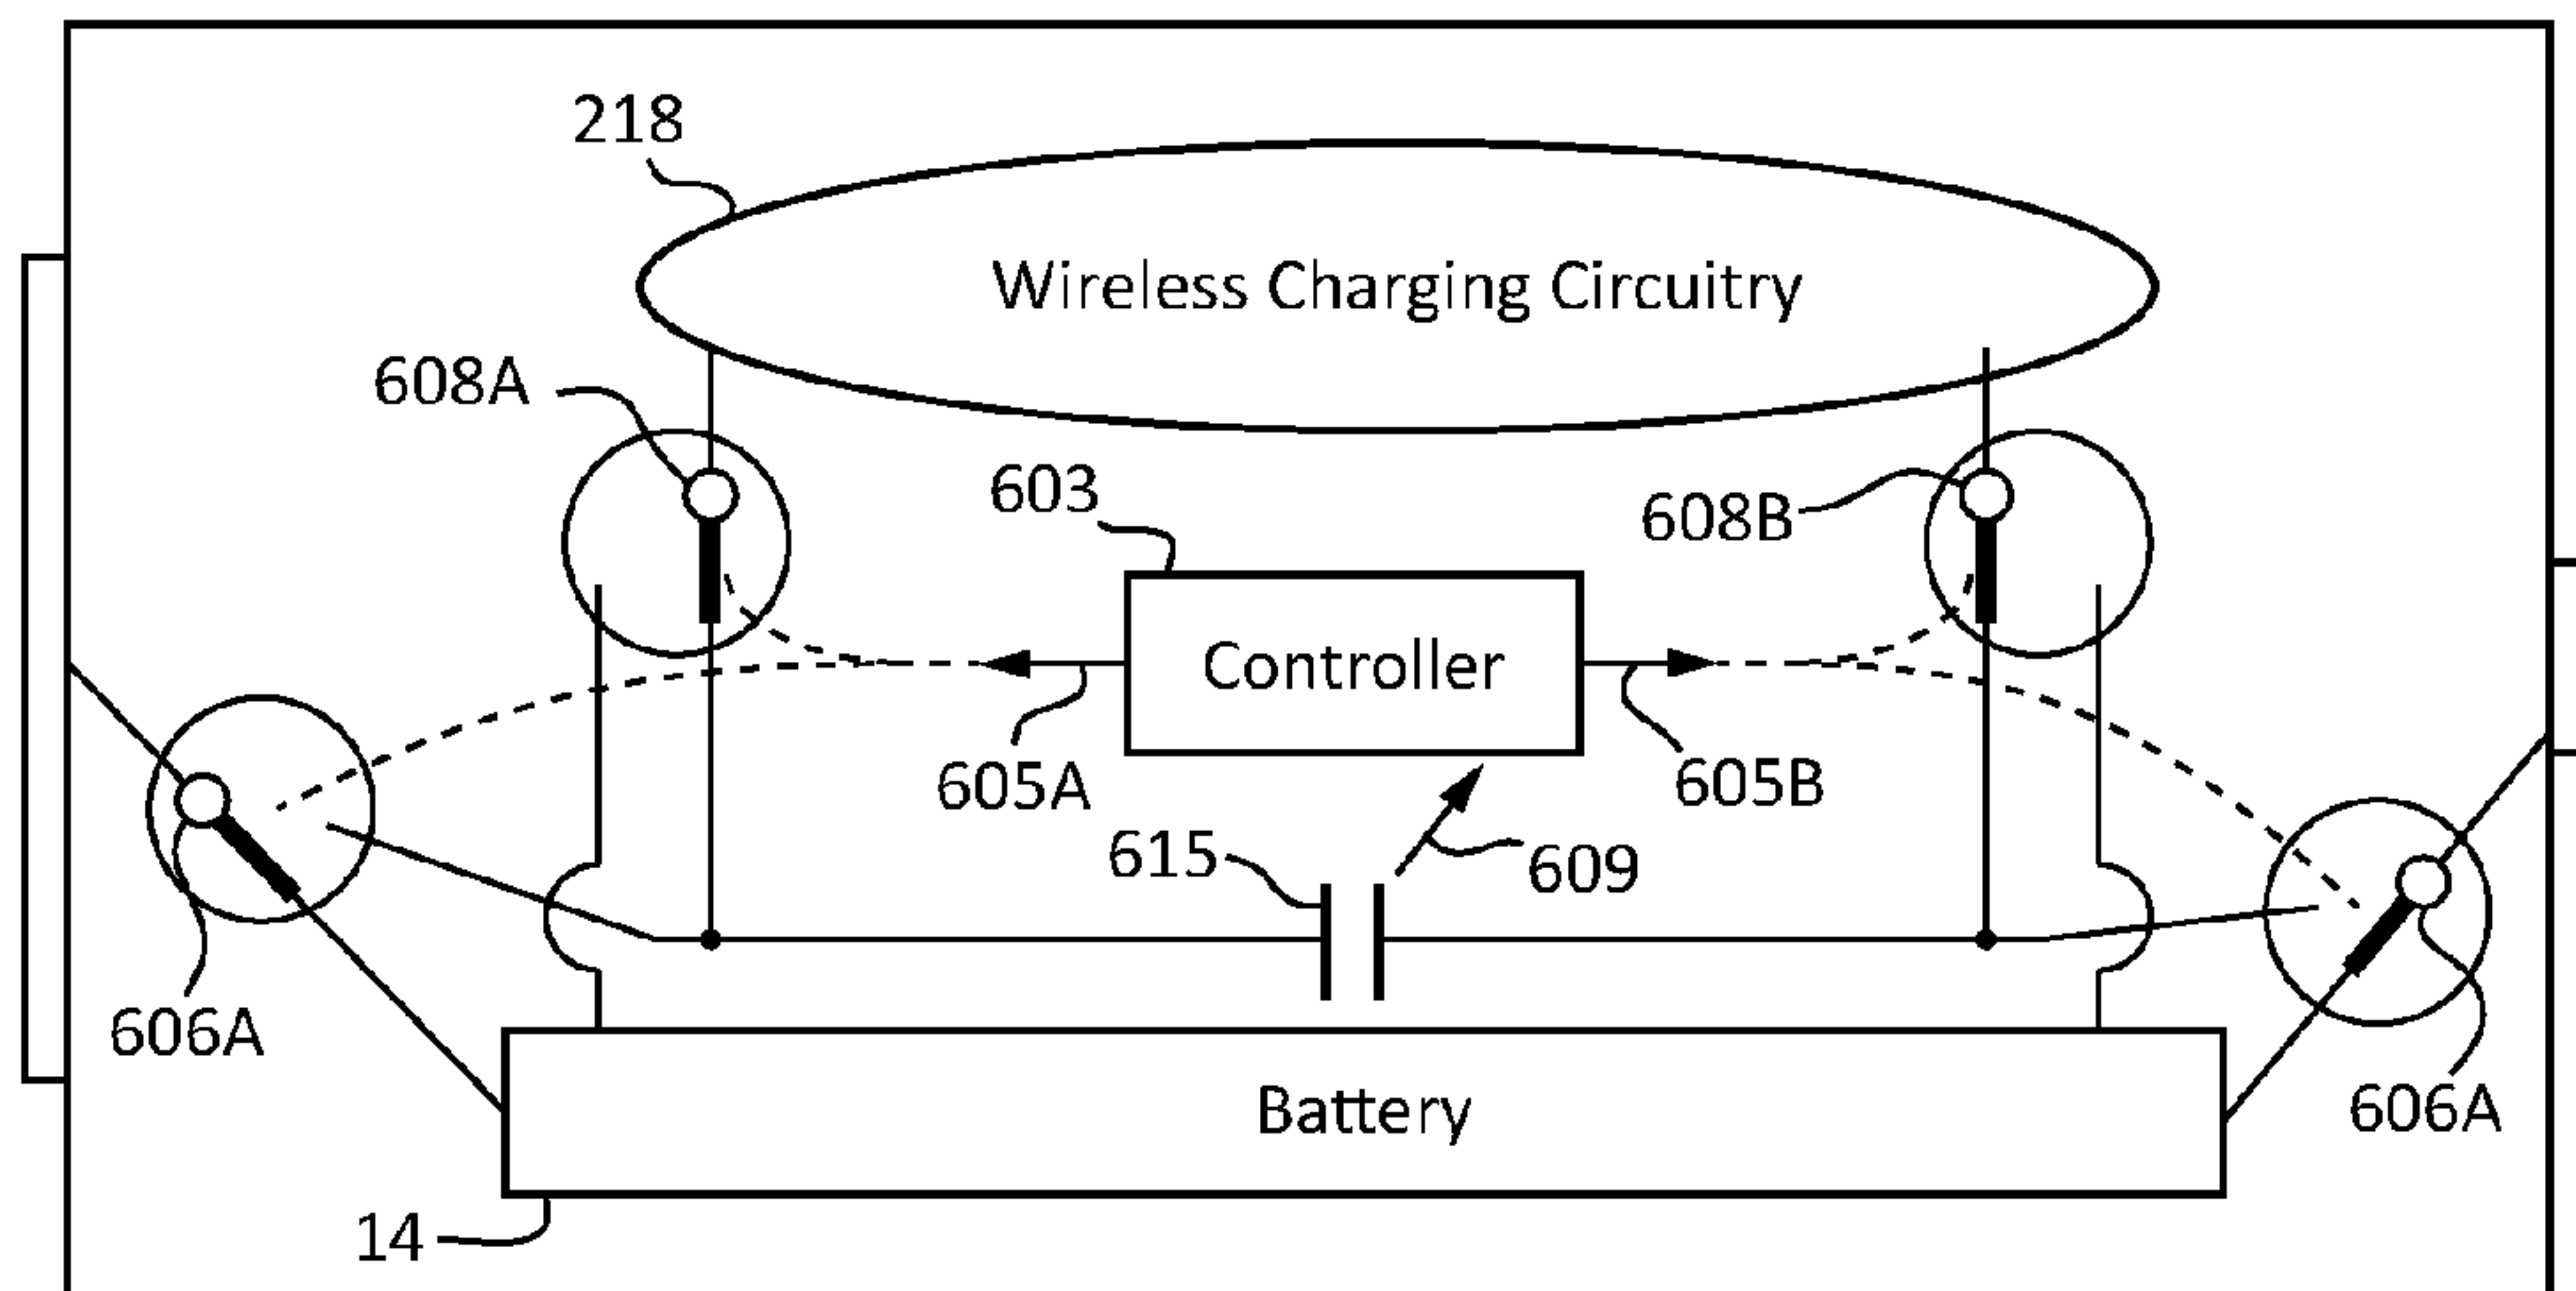 218
Wireless Charging Circuitry
608A
603
608B
Controller
605A
605B
615
609
606A
606A
Battery
14